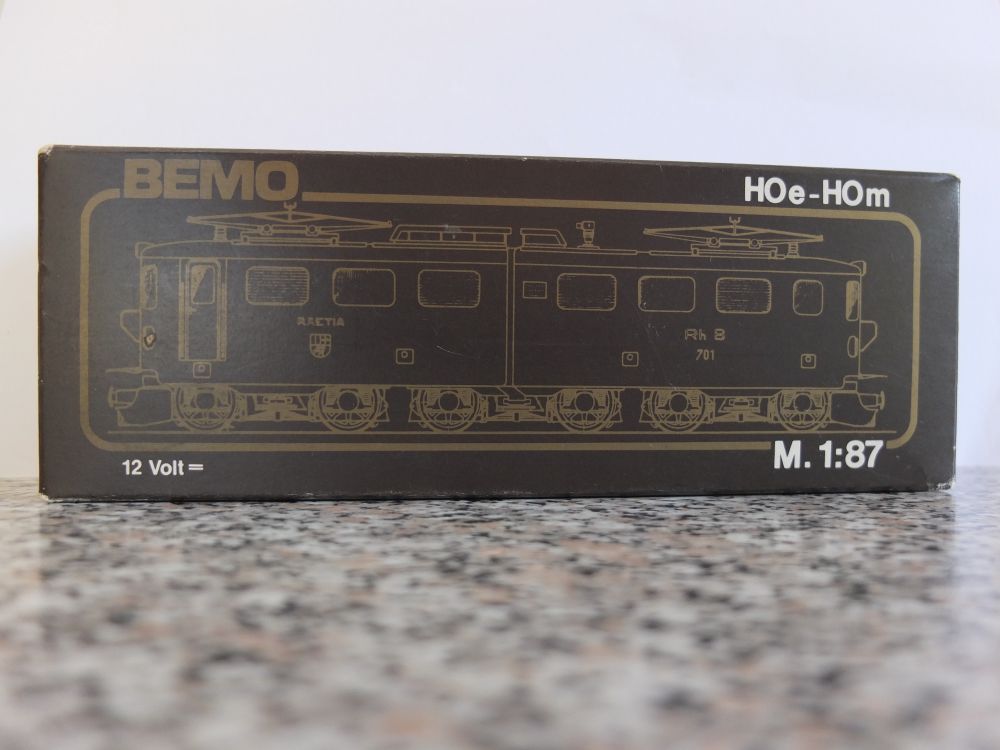 BEMO
HOe-HOm
RAETIA
Rh B
701
12 Volt =
M. 1:87